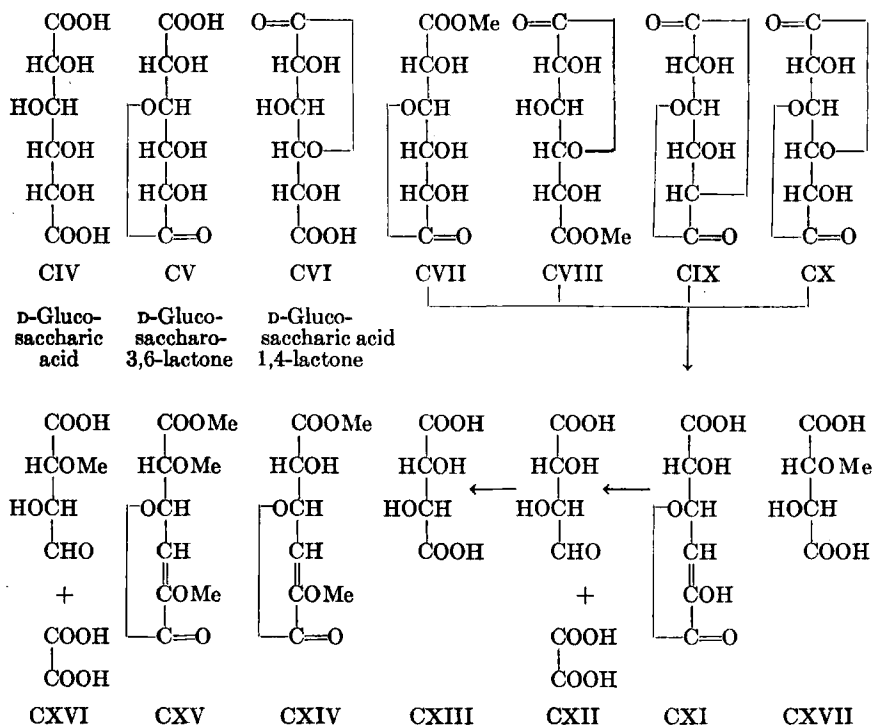 COOH COOH O=C COOMe O=C O=C O=C
HCOH HCOH HCOH HCOH HCOH HCOH HCOH
HOCH OCH HOCH OCH HOCH OCH OCH
HCOH HCOH HCO HCOH HCO HCOH HCO
HCOH HCOH HCOH HCOH HCOH HC HCOH
COOH C=O COOH C=O COOMe C=O C=O
CIV CV CVI CVII CVIII CIX CX
D-Gluco- D-Gluco- D-Gluco-
saccharic saccharo- saccharic acid
acid 3,6-lactone 1,4-lactone
COOH COOMe COOMe COOH COOH COOH COOH
HCOMe HCOMe HCOH HCOH HCOH HCOH HCOMe
HOCH OCH OCH HOCH HOCH OCH HOCH
CHO CH CH COOH CHO CH COOH
+ COMe COMe + COH
COOH C=O C=O COOH C=O
COOH COOH
CXVI CXV CXIV CXIII CXII CXI CXVII